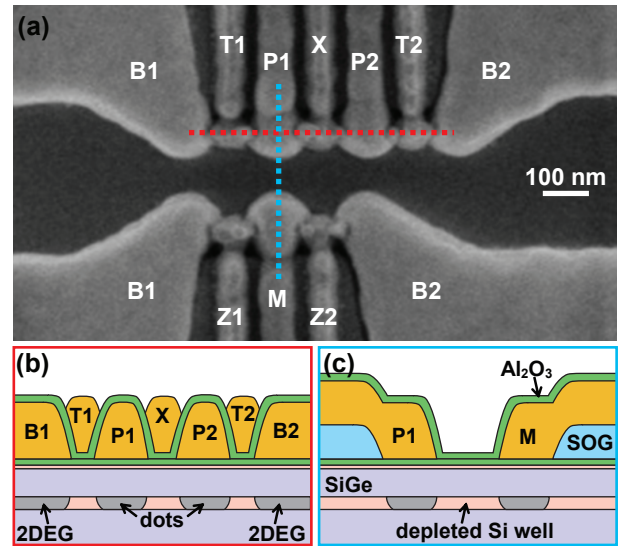 (a)
T1
P1
X
P2
T2
B1
B2
100 nm
B1
Z1
M
Z2
B2
(b)
B1
T1
P1
X
P2
T2
B2
2DEG
dots
2DEG
(c)
Al₂O₃
P1
M
SOG
SiGe
depleted Si well